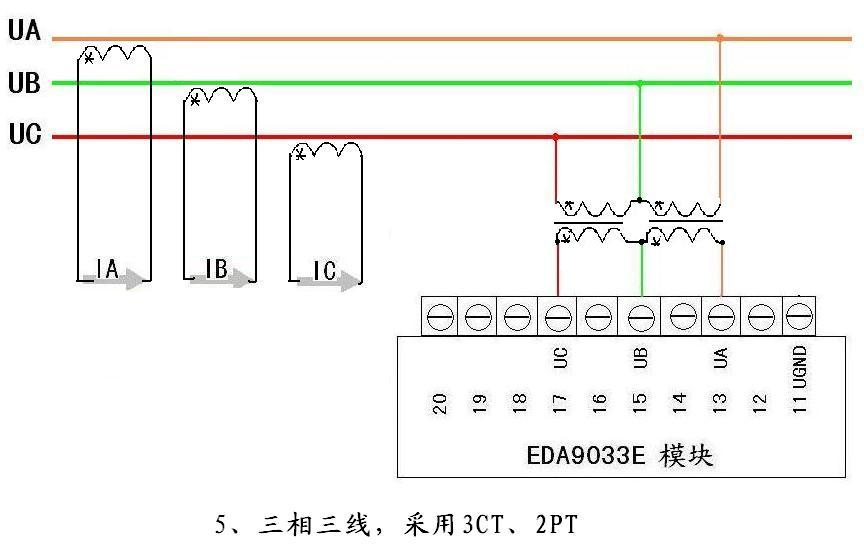 UA
UB
UC
IA
IB
IC
UC
UB
UA
UGND
20
19
18
17
16
15
14
13
12
11
EDA9033E 模块
5、三相三线，采用3CT、2PT